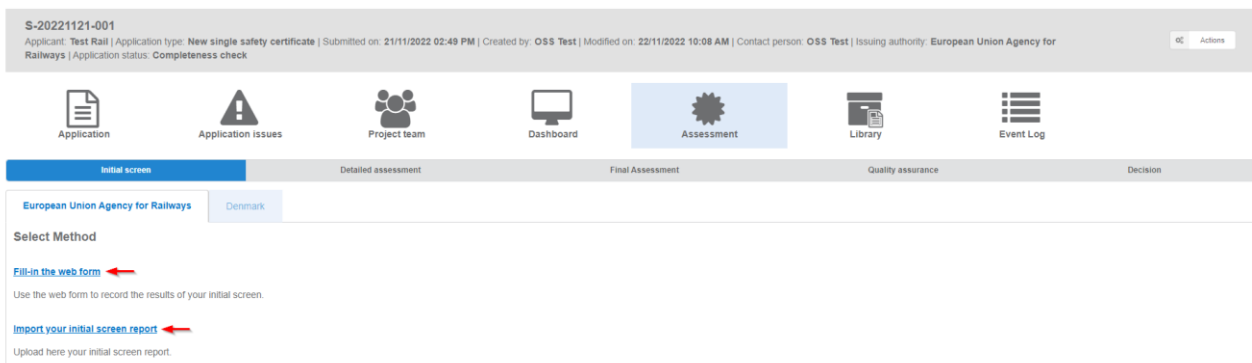 S-20221121-001
Applicant: Test Rail | Application type: New single safety certificate | Submitted on: 21/11/2022 02:49 PM | Created by: OSS Test | Modified on: 22/11/2022 10:08 AM | Contact person: OSS Test | Issuing authority: European Union Agency for
Railways | Application status: Completeness check
Actions
Application
Application issues
Project team
Dashboard
Assessment
Library
Event Log
Initial screen
Detailed assessment
Final Assessment
Quality assurance
Decision
European Union Agency for Railways
Denmark
Select Method
Fill-in the web form
Use the web form to record the results of your initial screen.
Import your initial screen report
Upload here your initial screen report.